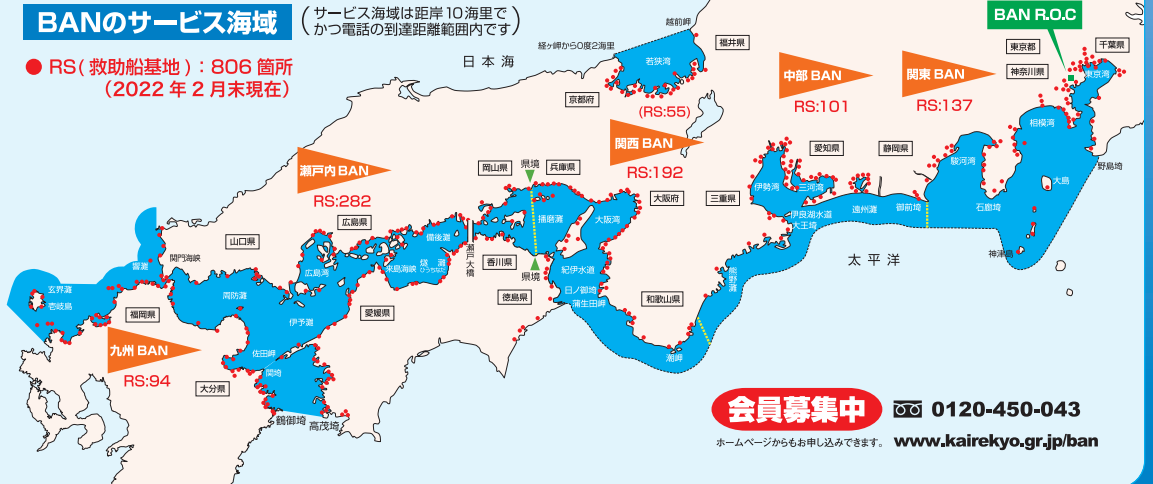 BANのサービス海域
(サービス海域は距岸10海里で
かつ電話の到達距離範囲内です)
● RS(救助船基地):806箇所
(2022年2月末現在)
日本海
経ヶ岬から0度2海里
越前岬
福井県
若狭湾
京都府
(RS:55)
BAN R.O.C
東京都
千葉県
神奈川県
東京湾
中部 BAN
RS:101
関東 BAN
RS:137
関西 BAN
RS:192
瀬戸内 BAN
RS:282
九州 BAN
RS:94
岡山県
県境
兵庫県
播磨灘
大阪湾
大阪府
三重県
愛知県
静岡県
伊勢湾
三河湾
伊良湖水道
大王埼
遠州灘
御前埼
駿河湾
相模湾
石廊埼
大島
野島埼
神津島
太平洋
熊野灘
和歌山県
潮岬
紀伊水道
日ノ御埼
蒲生田岬
徳島県
香川県
県境
瀬戸大橋
備後灘
燧灘
ひうちなだ
来島海峡
広島県
広島湾
愛媛県
山口県
関門海峡
響灘
玄界灘
壱岐島
福岡県
周防灘
伊予灘
佐田岬
関埼
大分県
鶴御埼
高茂埼
会員募集中
0120-450-043
ホームページからもお申し込みできます。
www.kairekyo.gr.jp/ban